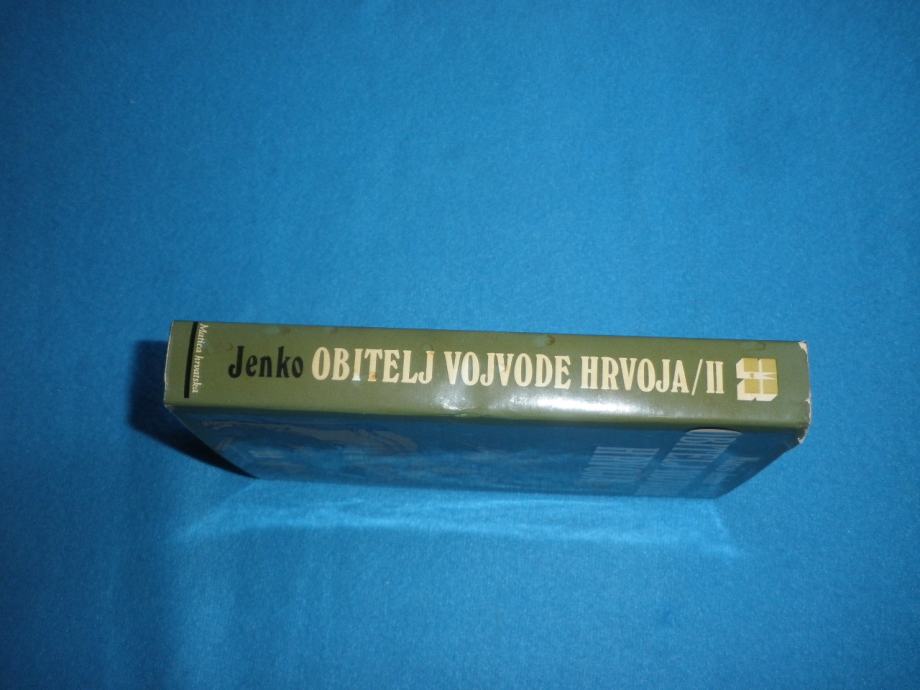 Matica hrvatska
Jenko OBITELJ VOJVODE HRVOJA/II